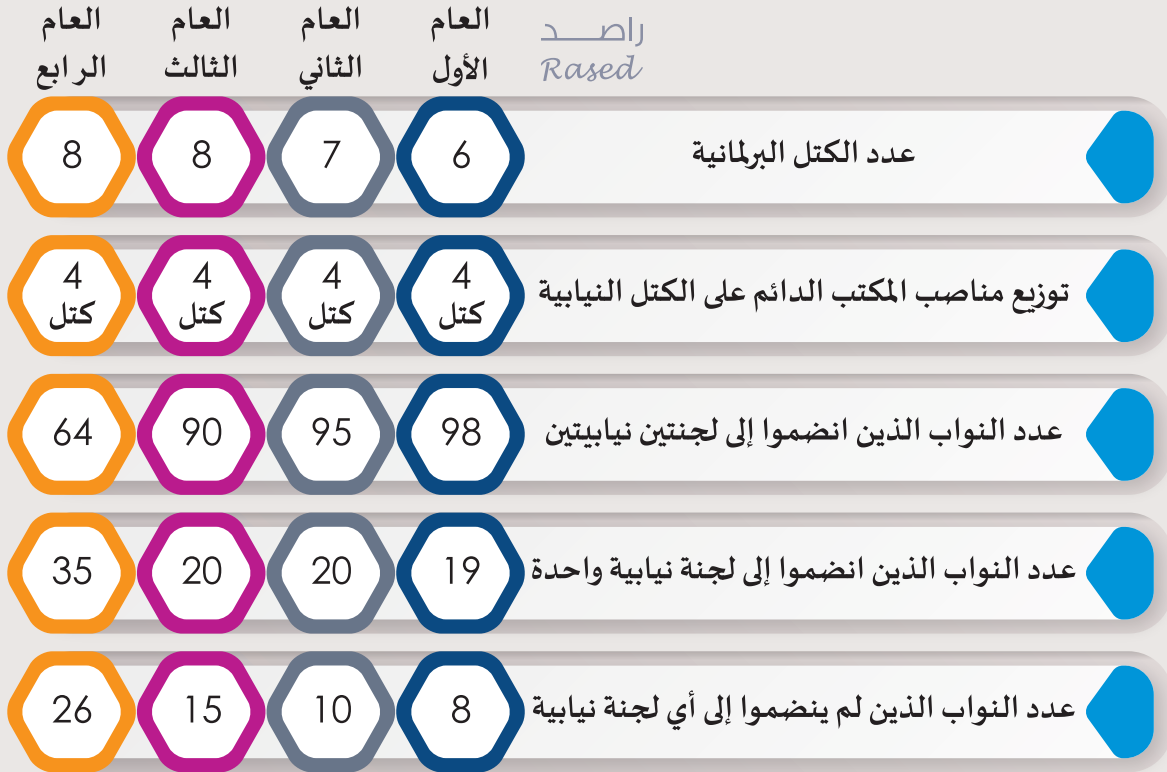 راصد
Rased
العام الأول
العام الثاني
العام الثالث
العام الرابع
عدد الكتل البرلمانية
6
7
8
8
توزيع مناصب المكتب الدائم على الكتل النيابية
4 كتل
4 كتل
4 كتل
4 كتل
عدد النواب الذين انضموا إلى لجنتين نيابيتين
98
95
90
64
عدد النواب الذين انضموا إلى لجنة نيابية واحدة
19
20
20
35
عدد النواب الذين لم ينضموا إلى أي لجنة نيابية
8
10
15
26